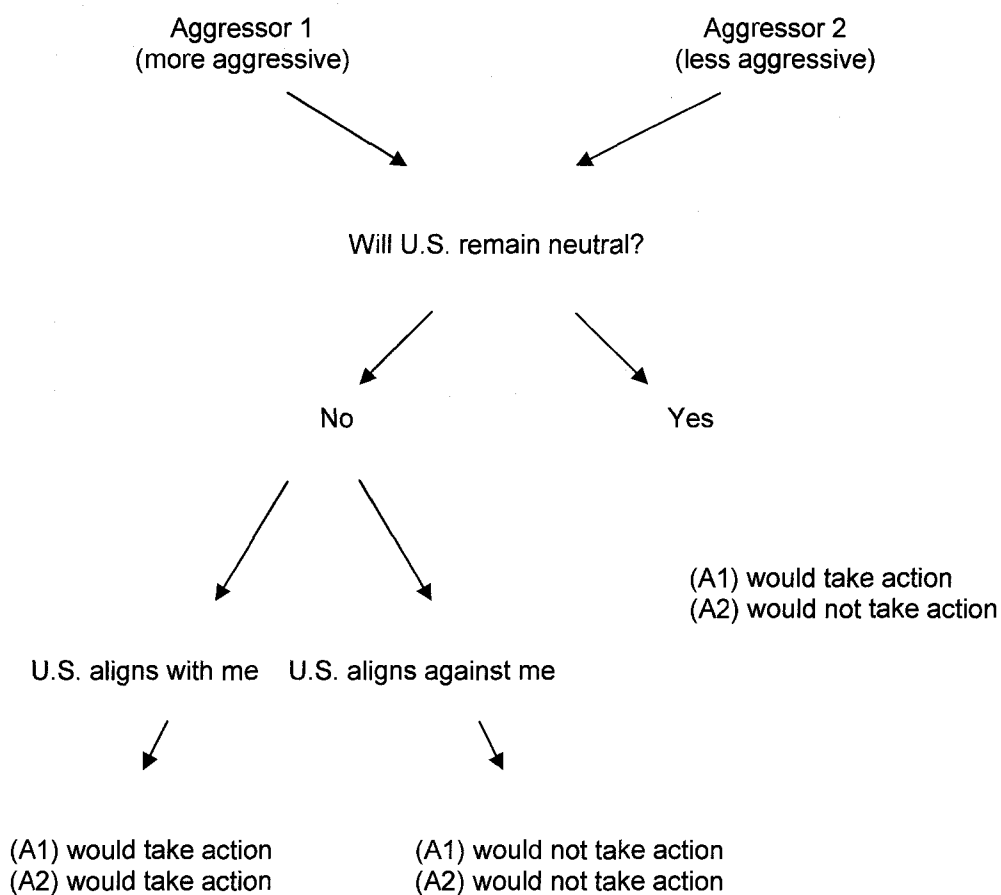 Aggressor 1
(more aggressive)
Aggressor 2
(less aggressive)
Will U.S. remain neutral?
No
Yes
(A1) would take action
(A2) would not take action
U.S. aligns with me
U.S. aligns against me
(A1) would take action
(A2) would take action
(A1) would not take action
(A2) would not take action